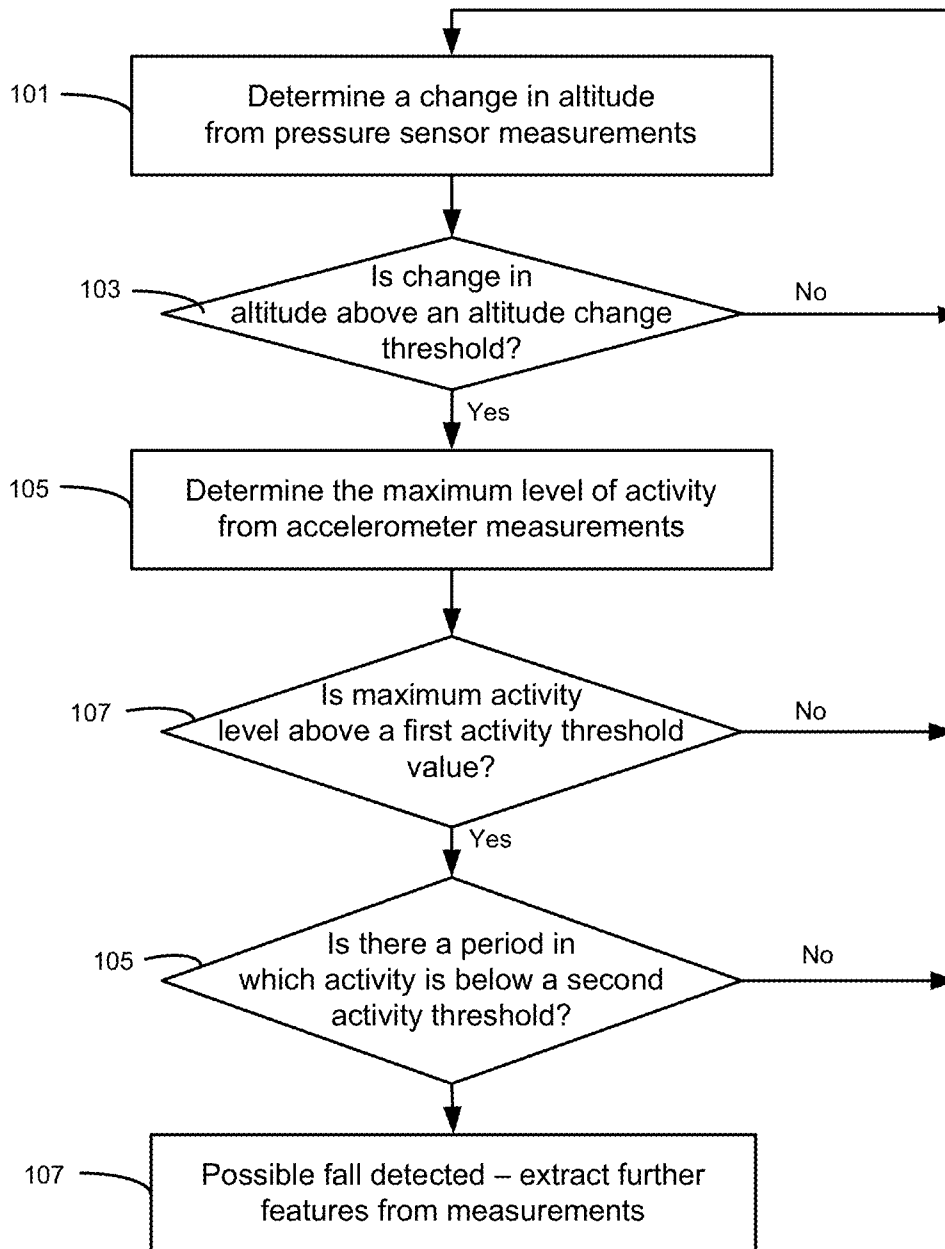 101
Determine a change in altitude
from pressure sensor measurements
103
Is change in
altitude above an altitude change
threshold?
No
Yes
105
Determine the maximum level of activity
from accelerometer measurements
107
Is maximum activity
level above a first activity threshold
value?
No
Yes
105
Is there a period in
which activity is below a second
activity threshold?
No
107
Possible fall detected – extract further
features from measurements